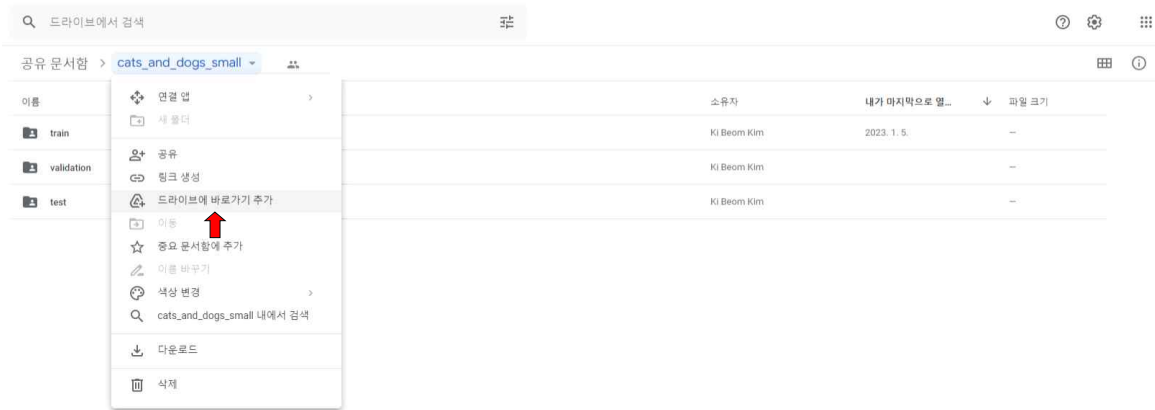 드라이브에서 검색
공유 문서함 > cats_and_dogs_small
이름 소유자 내가 마지막으로 열... 파일 크기
train Ki Beom Kim 2023. 1. 5. –
validation Ki Beom Kim –
test Ki Beom Kim –
연결 앱
새 폴더
공유
링크 생성
드라이브에 바로가기 추가
이동
중요 문서함에 추가
이름 바꾸기
색상 변경
cats_and_dogs_small 내에서 검색
다운로드
삭제